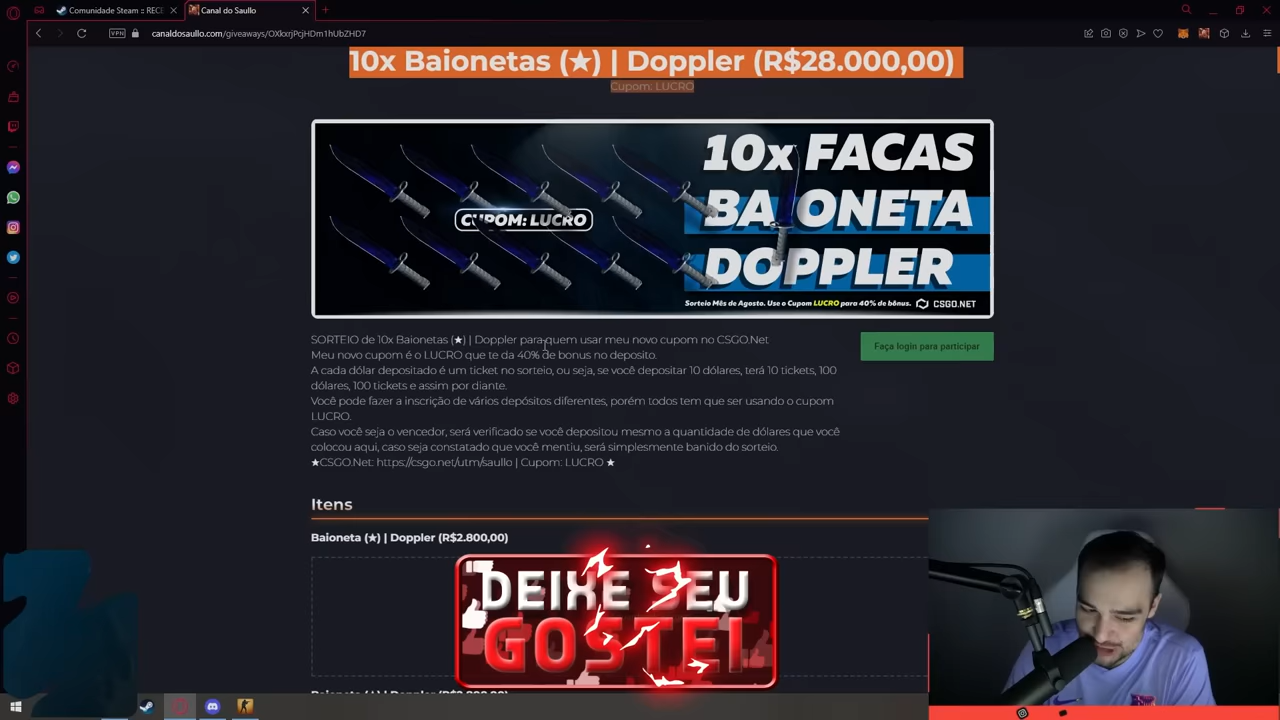 Comunidade Steam :: RECE
Canal do Saullo
VPN
canaldosaullo.com/giveaways/OXkxrjPcjHDm1hUbZHD7
10x Baionetas (★) | Doppler (R$28.000,00)
Cupom: LUCRO
10x FACAS
BAIONETA
DOPPLER
CUPOM: LUCRO
Sorteio Mês de Agosto. Use o Cupom LUCRO para 40% de bônus.
CSGO.NET
SORTEIO de 10x Baionetas (★) | Doppler para quem usar meu novo cupom no CSGO.Net
Meu novo cupom é o LUCRO que te da 40% de bonus no deposito.
A cada dólar depositado é um ticket no sorteio, ou seja, se você depositar 10 dólares, terá 10 tickets, 100
dólares, 100 tickets e assim por diante.
Você pode fazer a inscrição de vários depósitos diferentes, porém todos tem que ser usando o cupom
LUCRO.
Caso você seja o vencedor, será verificado se você depositou mesmo a quantidade de dólares que você
colocou aqui, caso seja constatado que você mentiu, será simplesmente banido do sorteio.
★CSGO.Net: https://csgo.net/utm/saullo | Cupom: LUCRO ★
Faça login para participar
Itens
Baioneta (★) | Doppler (R$2.800,00)
DEIXE SEU
GOSTEI
Baioneta (★) | Doppler (R$2.800,00)